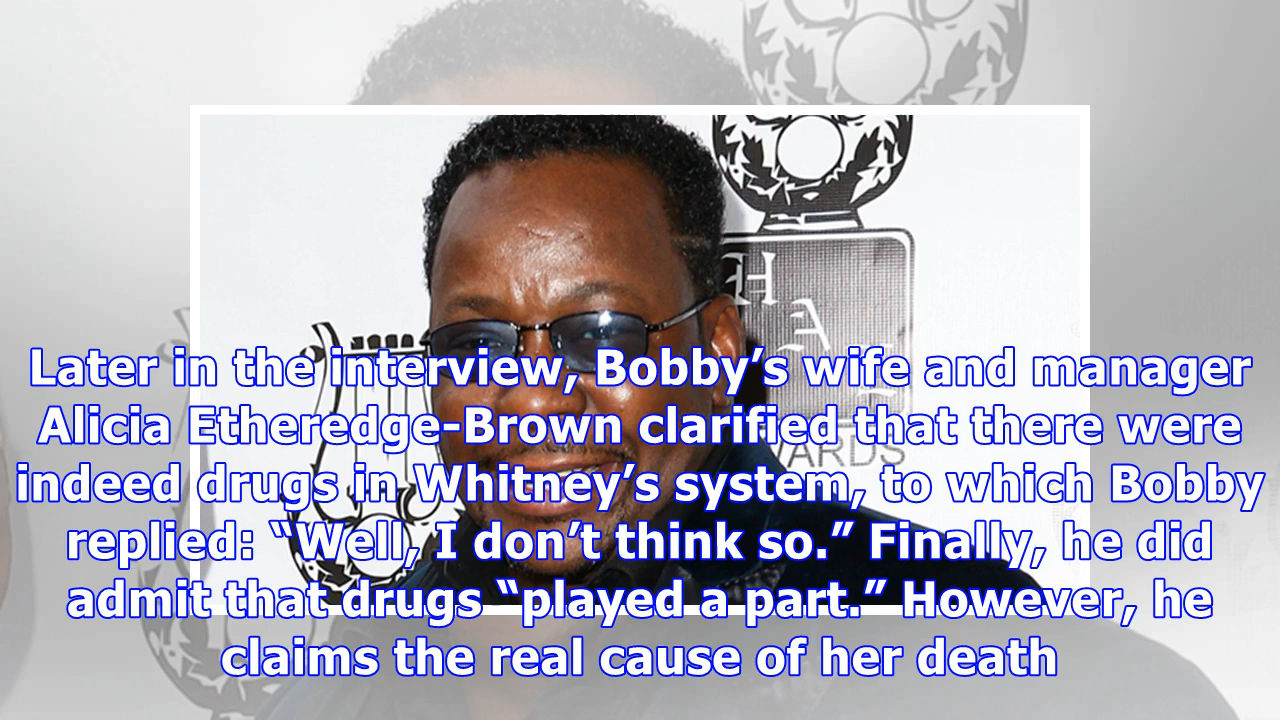 H
A
F
AWARDS
Later in the interview, Bobby’s wife and manager
Alicia Etheredge-Brown clarified that there were
indeed drugs in Whitney’s system, to which Bobby
replied: “Well, I don’t think so.” Finally, he did
admit that drugs “played a part.” However, he
claims the real cause of her death